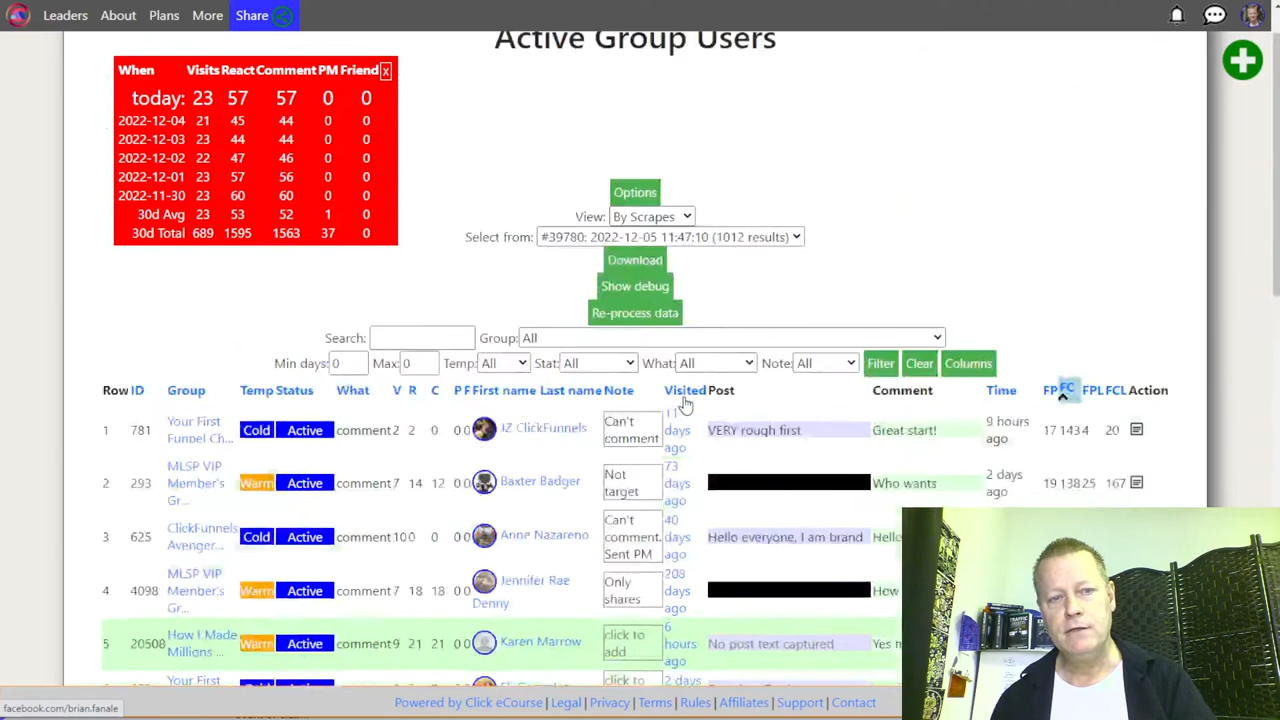 Leaders About Plans More Share
Active Group Users
When Visits React Comment PM Friend x
today: 23 57 57 0 0
2022-12-04 21 45 44 0 0
2022-12-03 23 44 44 0 0
2022-12-02 22 47 46 0 0
2022-12-01 23 57 56 0 0
2022-11-30 23 60 60 0 0
30d Avg 23 53 52 1 0
30d Total 689 1595 1563 37 0
Options
View: By Scrapes
Select from: #39780: 2022-12-05 11:47:10 (1012 results)
Download
Show debug
Re-process data
Search: Group: All
Min days: 0 Max: 0 Temp: All Stat: All What: All Note: All Filter Clear Columns
Row ID Group Temp Status What V R C P F First name Last name Note Visited Post Comment Time FP FC FPL FCL Action
1 781 Your First Funnel Ch... Cold Active comment 2 2 0 0 0 JZ ClickFunnels Can't comment 11 days ago VERY rough first Great start! 9 hours ago 17 143 4 20
2 293 MLSP VIP Member's Gr... Warm Active comment 7 14 12 0 0 Baxter Badger Not target 73 days ago Who wants 2 days ago 19 138 25 167
3 625 ClickFunnels Avenger... Cold Active comment 10 0 0 0 0 Anne Nazareno Can't comment. Sent PM 40 days ago Hello everyone, I am brand
4 4098 MLSP VIP Member's Gr... Warm Active comment 7 18 18 0 0 Jennifer Rae Denny Only shares 208 days ago How
5 20508 How I Made Millions ... Warm Active comment 9 21 21 0 0 Karen Marrow click to add 6 hours ago No post text captured Yes
Your First click to 2 days
Powered by Click eCourse | Legal | Privacy | Terms | Rules | Affiliates | Support | Contact
facebook.com/brian.fanale